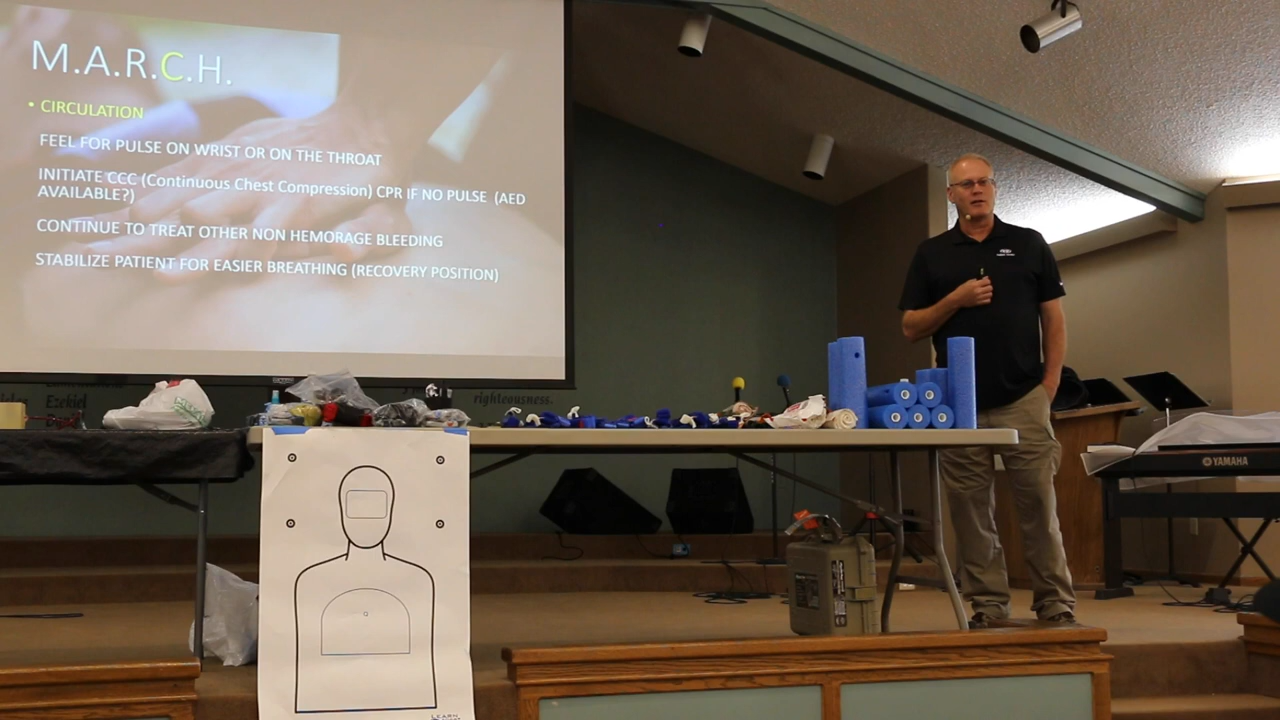 M.A.R.C.H.
• CIRCULATION
FEEL FOR PULSE ON WRIST OR ON THE THROAT
INITIATE CCC (Continuous Chest Compression) CPR IF NO PULSE (AED
AVAILABLE?)
CONTINUE TO TREAT OTHER NON HEMORAGE BLEEDING
STABILIZE PATIENT FOR EASIER BREATHING (RECOVERY POSITION)
Ezekiel
righteousness.
YAMAHA
LEARN